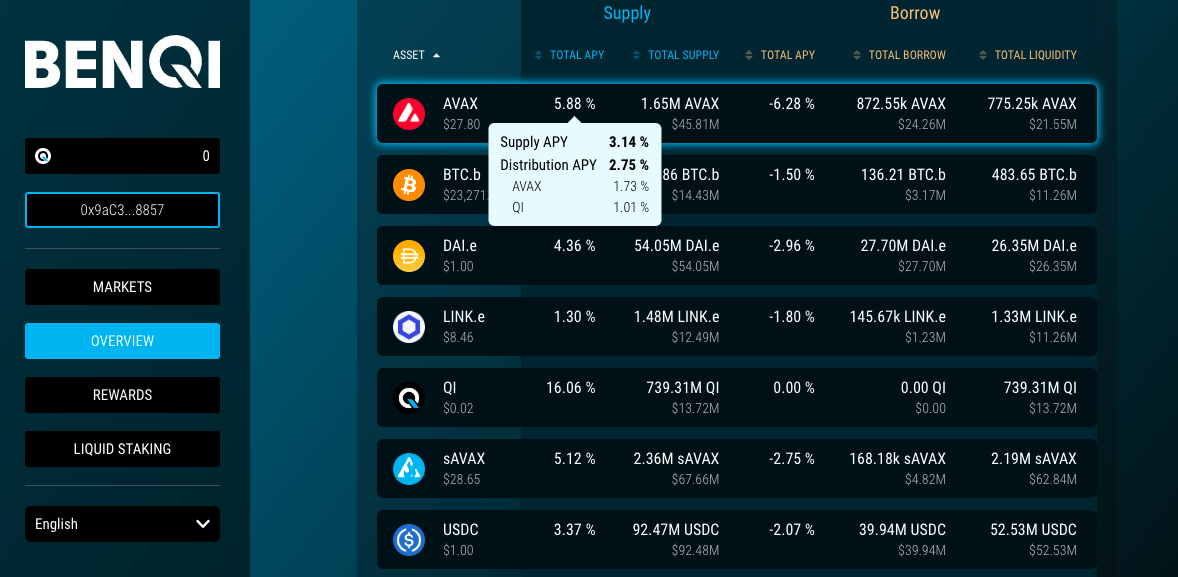 BENQI
0
0x9aC3...8857
MARKETS
OVERVIEW
REWARDS
LIQUID STAKING
English
Supply Borrow
ASSET TOTAL APY TOTAL SUPPLY TOTAL APY TOTAL BORROW TOTAL LIQUIDITY
AVAX 5.88 % 1.65M AVAX -6.28 % 872.55k AVAX 775.25k AVAX
$27.80 $45.81M $24.26M $21.55M
Supply APY 3.14 %
Distribution APY 2.75 %
AVAX 1.73 %
QI 1.01 %
BTC.b 86 BTC.b -1.50 % 136.21 BTC.b 483.65 BTC.b
$23,271. $14.43M $3.17M $11.26M
DAI.e 4.36 % 54.05M DAI.e -2.96 % 27.70M DAI.e 26.35M DAI.e
$1.00 $54.05M $27.70M $26.35M
LINK.e 1.30 % 1.48M LINK.e -1.80 % 145.67k LINK.e 1.33M LINK.e
$8.46 $12.49M $1.23M $11.26M
QI 16.06 % 739.31M QI 0.00 % 0.00 QI 739.31M QI
$0.02 $13.72M $0.00 $13.72M
sAVAX 5.12 % 2.36M sAVAX -2.75 % 168.18k sAVAX 2.19M sAVAX
$28.65 $67.66M $4.82M $62.84M
USDC 3.37 % 92.47M USDC -2.07 % 39.94M USDC 52.53M USDC
$1.00 $92.48M $39.94M $52.53M